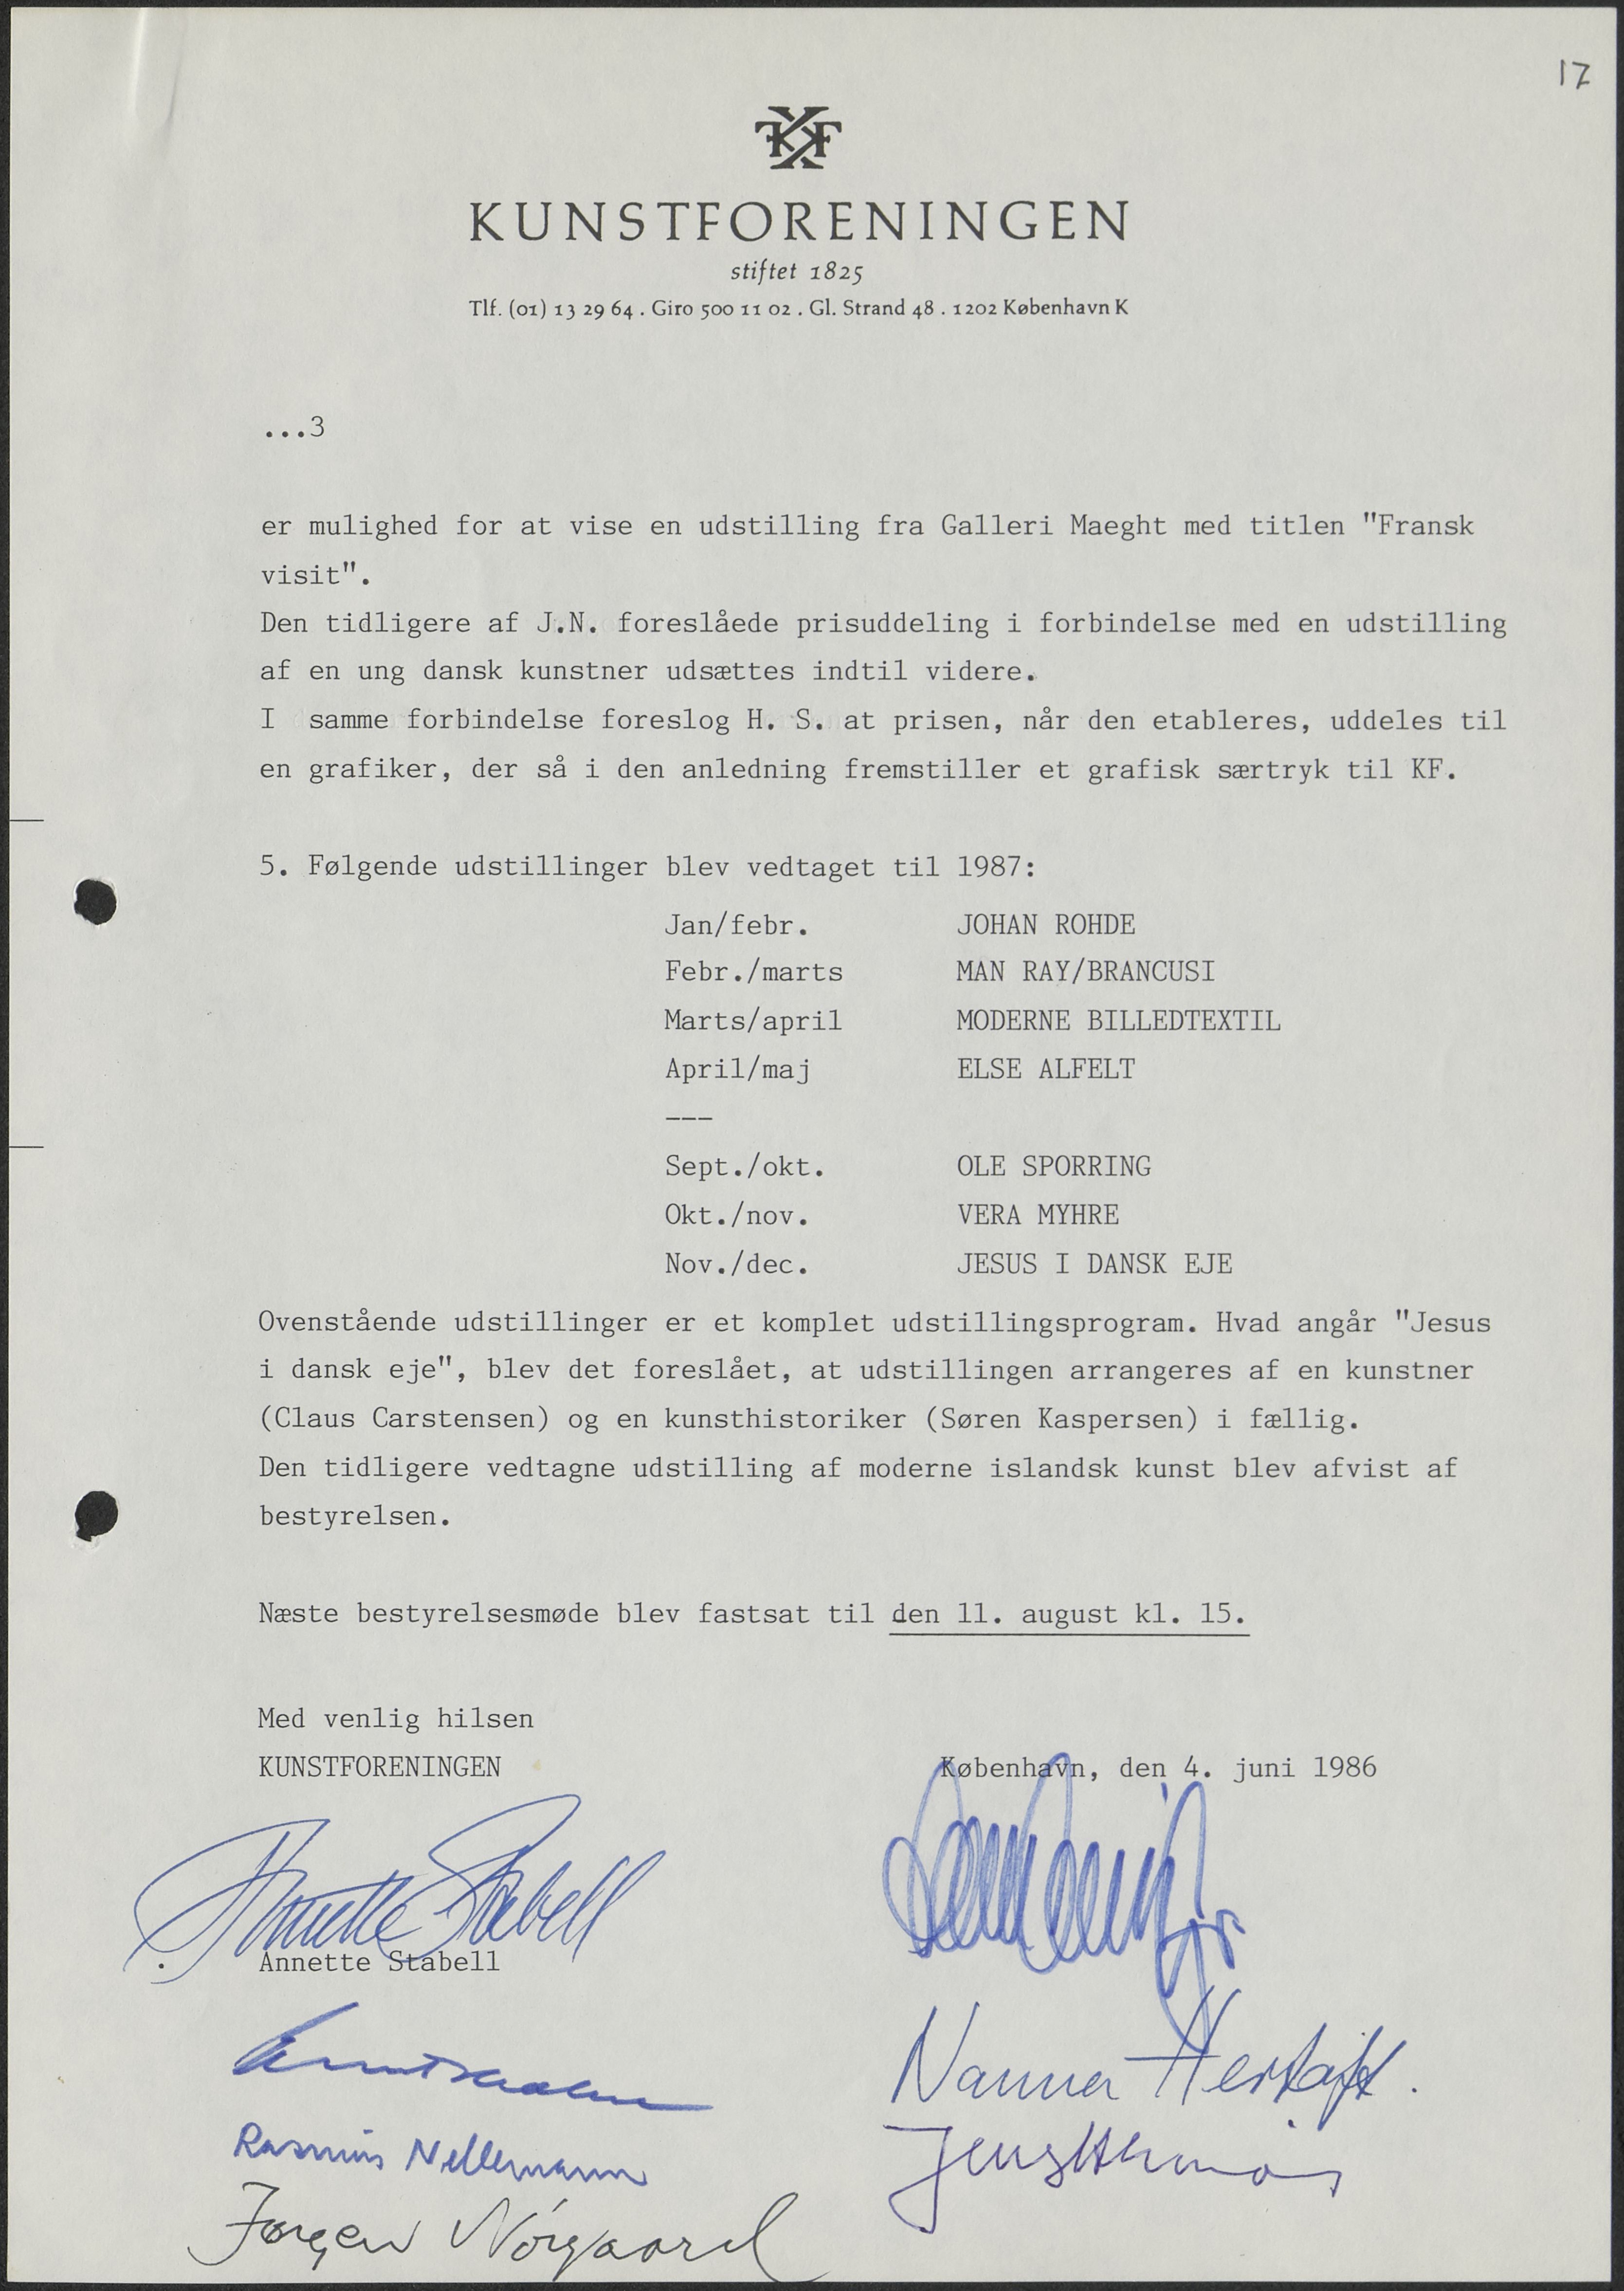 17
KUNSTFORENINGEN
stiftet 1825
Tlf. (01) 13 29 64 . Giro 500 11 02 . Gl. Strand 48 . 1202 København K
...3
er mulighed for at vise en udstilling fra Galleri Maeght med titlen "Fransk
visit".
Den tidligere af J.N. foreslåede prisuddeling i forbindelse med en udstilling
af en ung dansk kunstner udsættes indtil videre.
I samme forbindelse foreslog H. S. at prisen, når den etableres, uddeles til
en grafiker, der så i den anledning fremstiller et grafisk særtryk til KF.
5. Følgende udstillinger blev vedtaget til 1987:
Jan/febr. JOHAN ROHDE
Febr./marts MAN RAY/BRANCUSI
Marts/april MODERNE BILLEDTEXTIL
April/maj ELSE ALFELT
---
Sept./okt. OLE SPORRING
Okt./nov. VERA MYHRE
Nov./dec. JESUS I DANSK EJE
Ovenstående udstillinger er et komplet udstillingsprogram. Hvad angår "Jesus
i dansk eje", blev det foreslået, at udstillingen arrangeres af en kunstner
(Claus Carstensen) og en kunsthistoriker (Søren Kaspersen) i fællig.
Den tidligere vedtagne udstilling af moderne islandsk kunst blev afvist af
bestyrelsen.
Næste bestyrelsesmøde blev fastsat til den 11. august kl. 15.
Med venlig hilsen
KUNSTFORENINGEN København, den 4. juni 1986
Annette Stabell
Annette Stabell
Nanna Hertoft.
Rasmus Nellemann
Jørgen Nørgaard